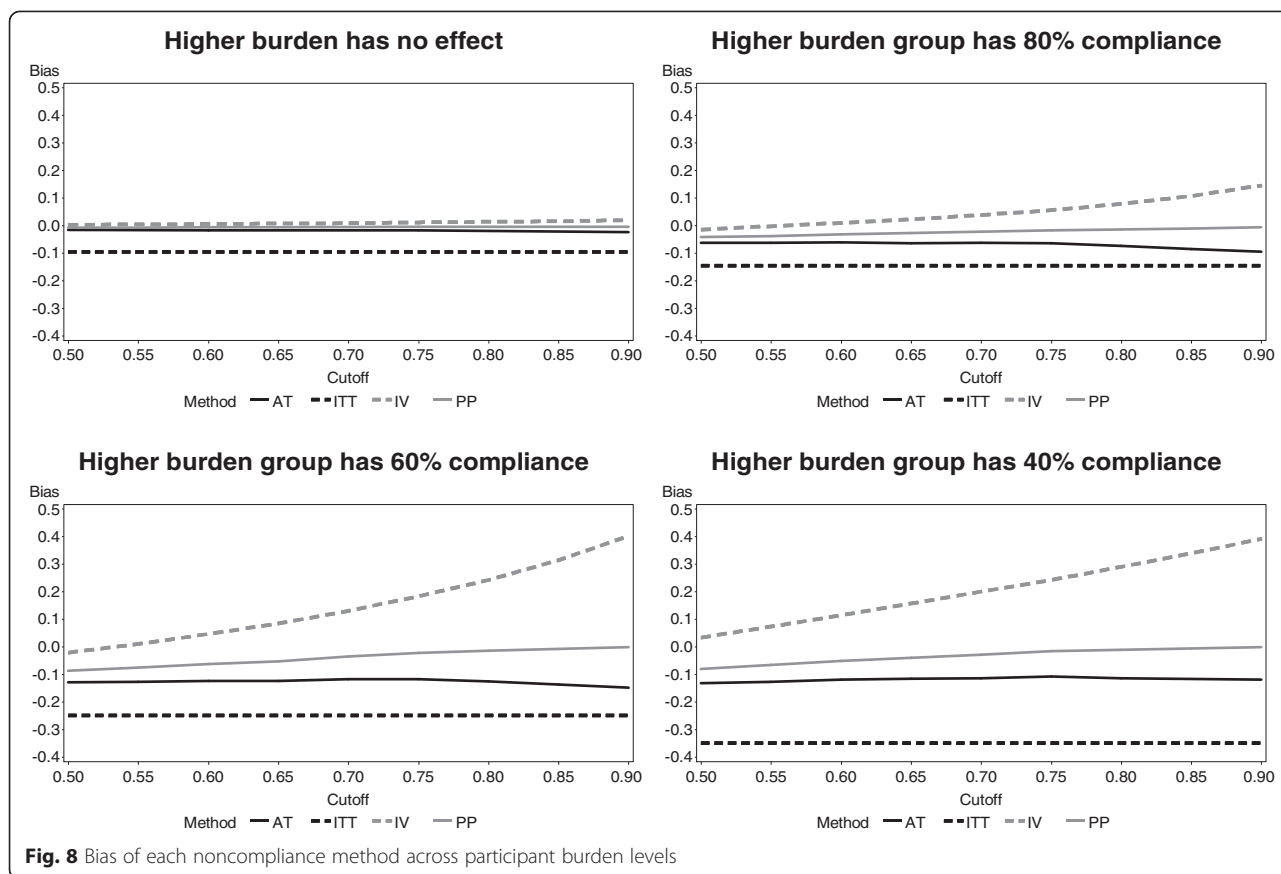 Higher burden has no effect
Bias
0.5
0.4
0.3
0.2
0.1
0.0
-0.1
-0.2
-0.3
-0.4
0.50 0.55 0.60 0.65 0.70 0.75 0.80 0.85 0.90
Cutoff
Method AT ITT IV PP
Higher burden group has 80% compliance
Bias
0.5
0.4
0.3
0.2
0.1
0.0
-0.1
-0.2
-0.3
-0.4
0.50 0.55 0.60 0.65 0.70 0.75 0.80 0.85 0.90
Cutoff
Method AT ITT IV PP
Higher burden group has 60% compliance
Bias
0.5
0.4
0.3
0.2
0.1
0.0
-0.1
-0.2
-0.3
-0.4
0.50 0.55 0.60 0.65 0.70 0.75 0.80 0.85 0.90
Cutoff
Method AT ITT IV PP
Higher burden group has 40% compliance
Bias
0.5
0.4
0.3
0.2
0.1
0.0
-0.1
-0.2
-0.3
-0.4
0.50 0.55 0.60 0.65 0.70 0.75 0.80 0.85 0.90
Cutoff
Method AT ITT IV PP
Fig. 8 Bias of each noncompliance method across participant burden levels